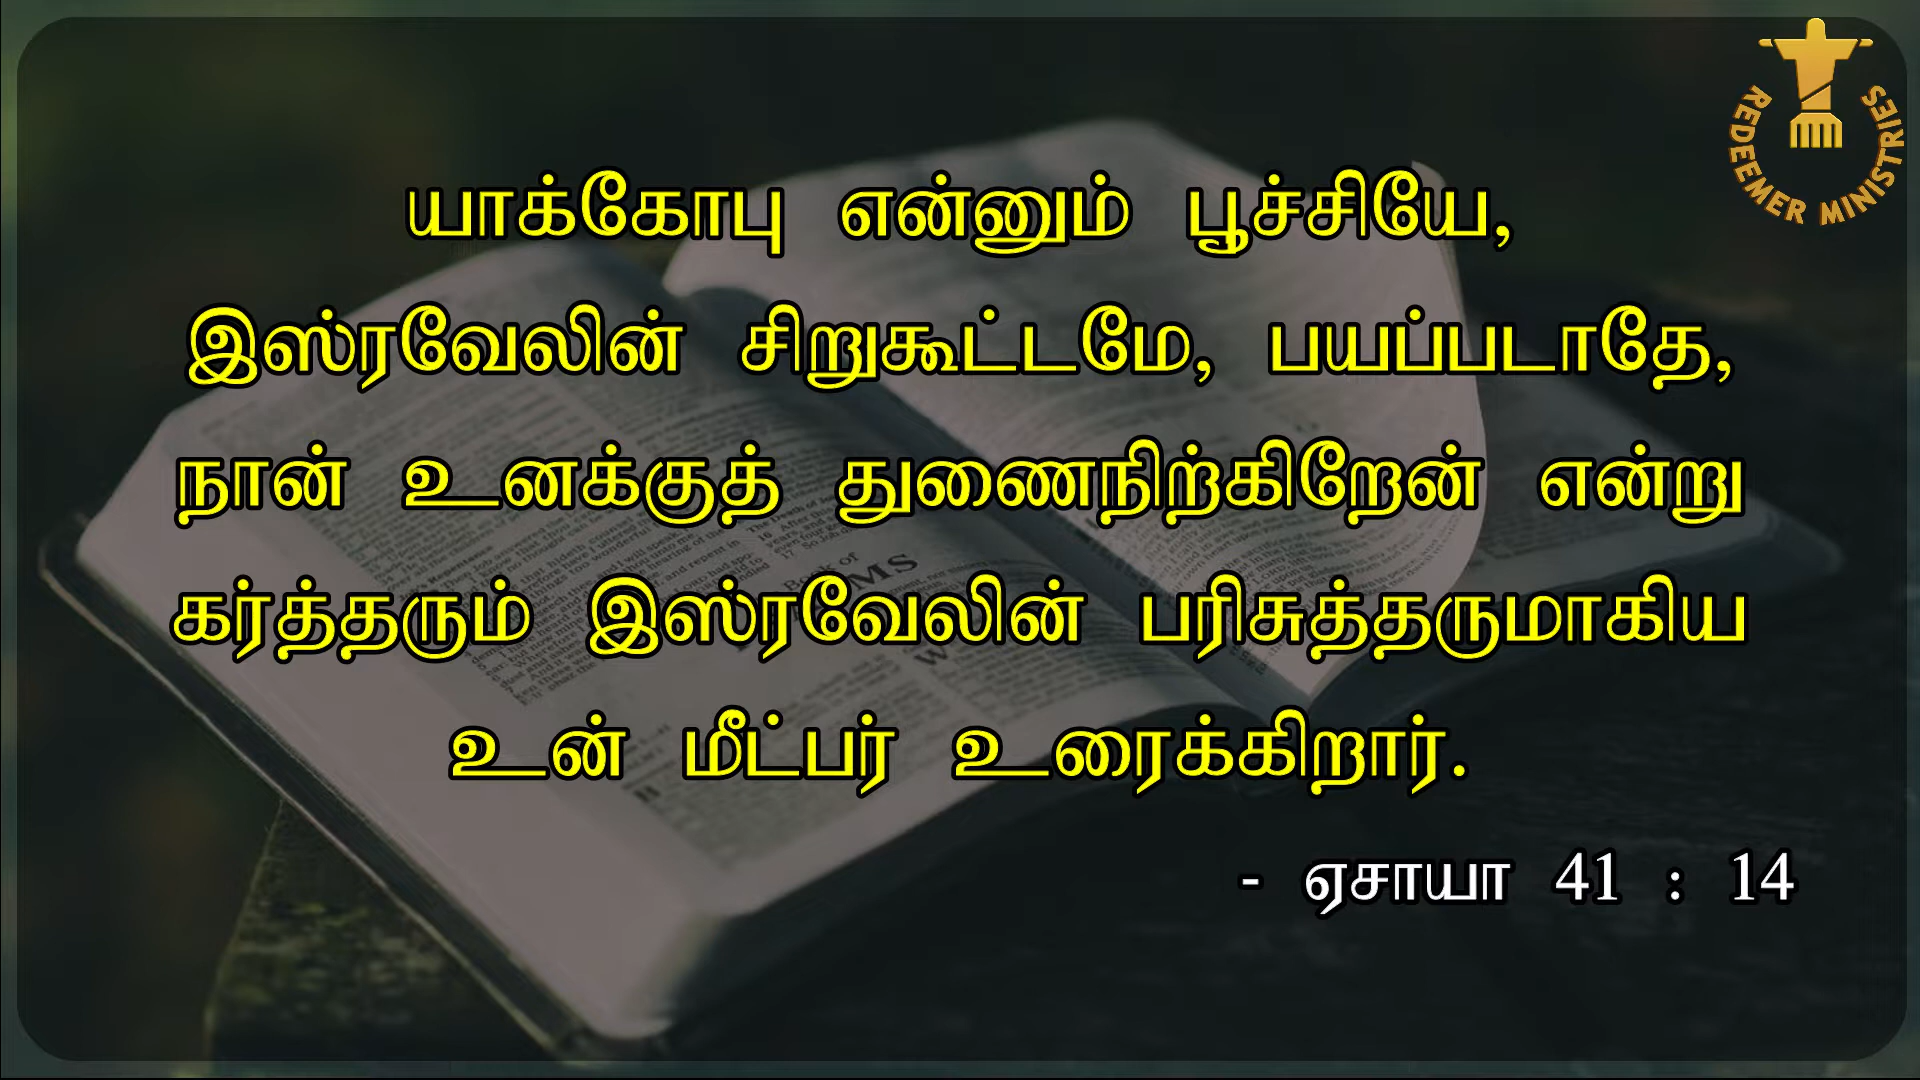 REDEEMER MINISTRIES
யாக்கோபு என்னும் பூச்சியே,
இஸ்ரவேலின் சிறுகூட்டமே, பயப்படாதே,
நான் உனக்குத் துணைநிற்கிறேன் என்று
கர்த்தரும் இஸ்ரவேலின் பரிசுத்தருமாகிய
உன் மீட்பர் உரைக்கிறார்.
- ஏசாயா 41 : 14